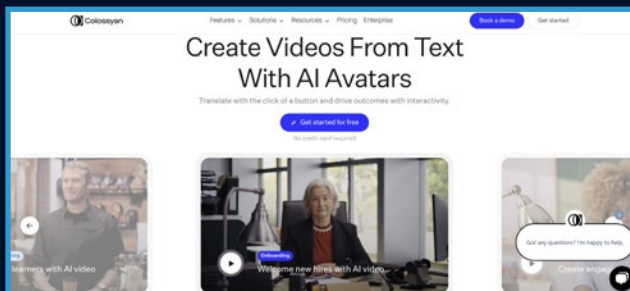 Colossyan
Features Solutions Resources Pricing Enterprise
Book a demo
Get started
Create Videos From Text
With AI Avatars
Translate with the click of a button and drive outcomes with interactivity.
Get started for free
No credit card required
learners with AI video
Onboarding
Welcome new hires with AI video...
Got any questions? I'm happy to help.
Create